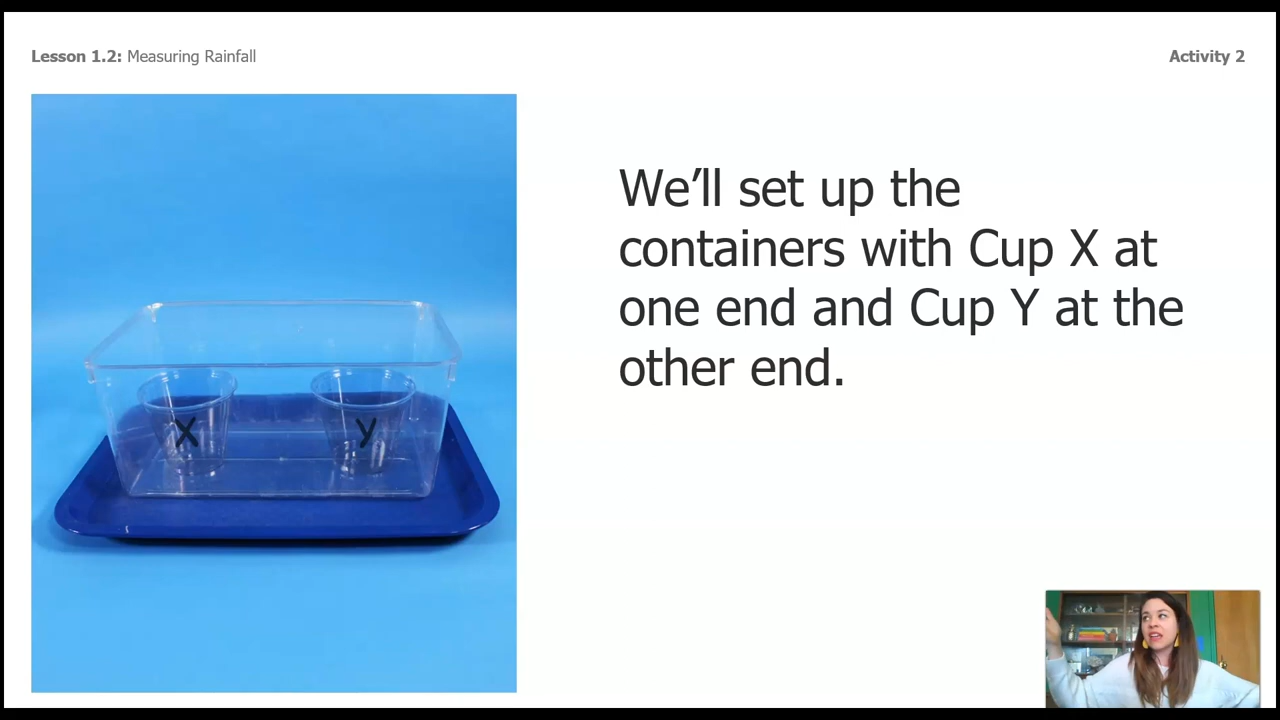 Lesson 1.2: Measuring Rainfall
Activity 2
We’ll set up the
containers with Cup X at
one end and Cup Y at the
other end.
X
Y